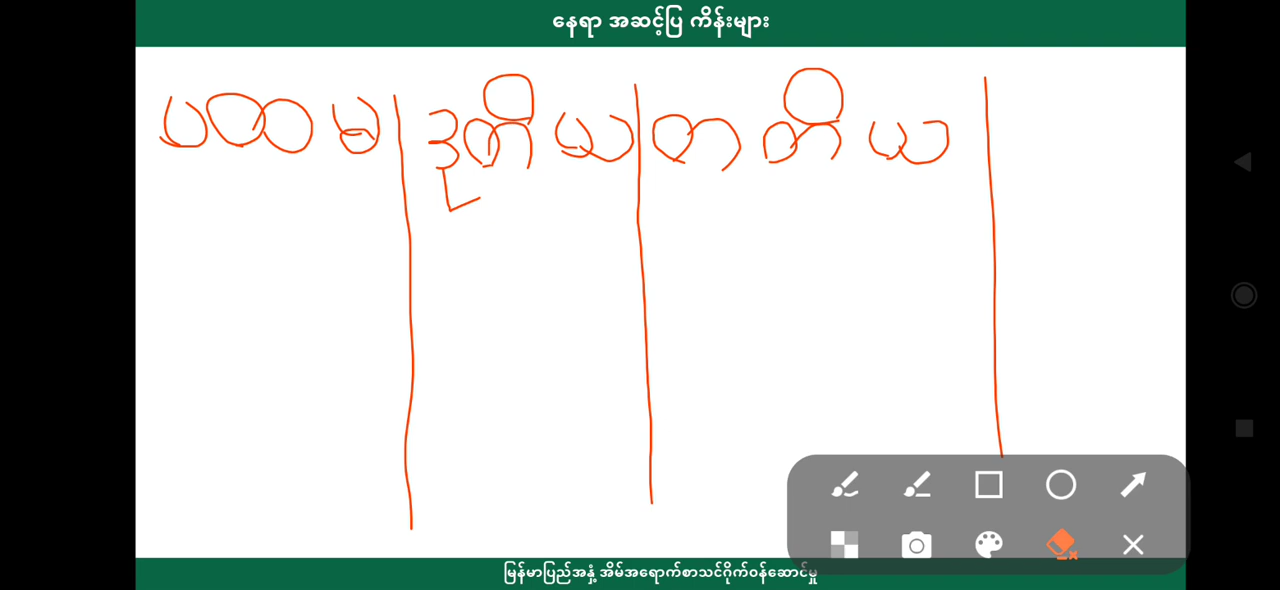 နေရာ အဆင့်ပြ ကိန်းများ
ပထမ ဒုတိယ တတိယ
မြန်မာပြည်အနှံ့ အိမ်အရောက်စာသင်ဝိုက်ဝန်ဆောင်မှု